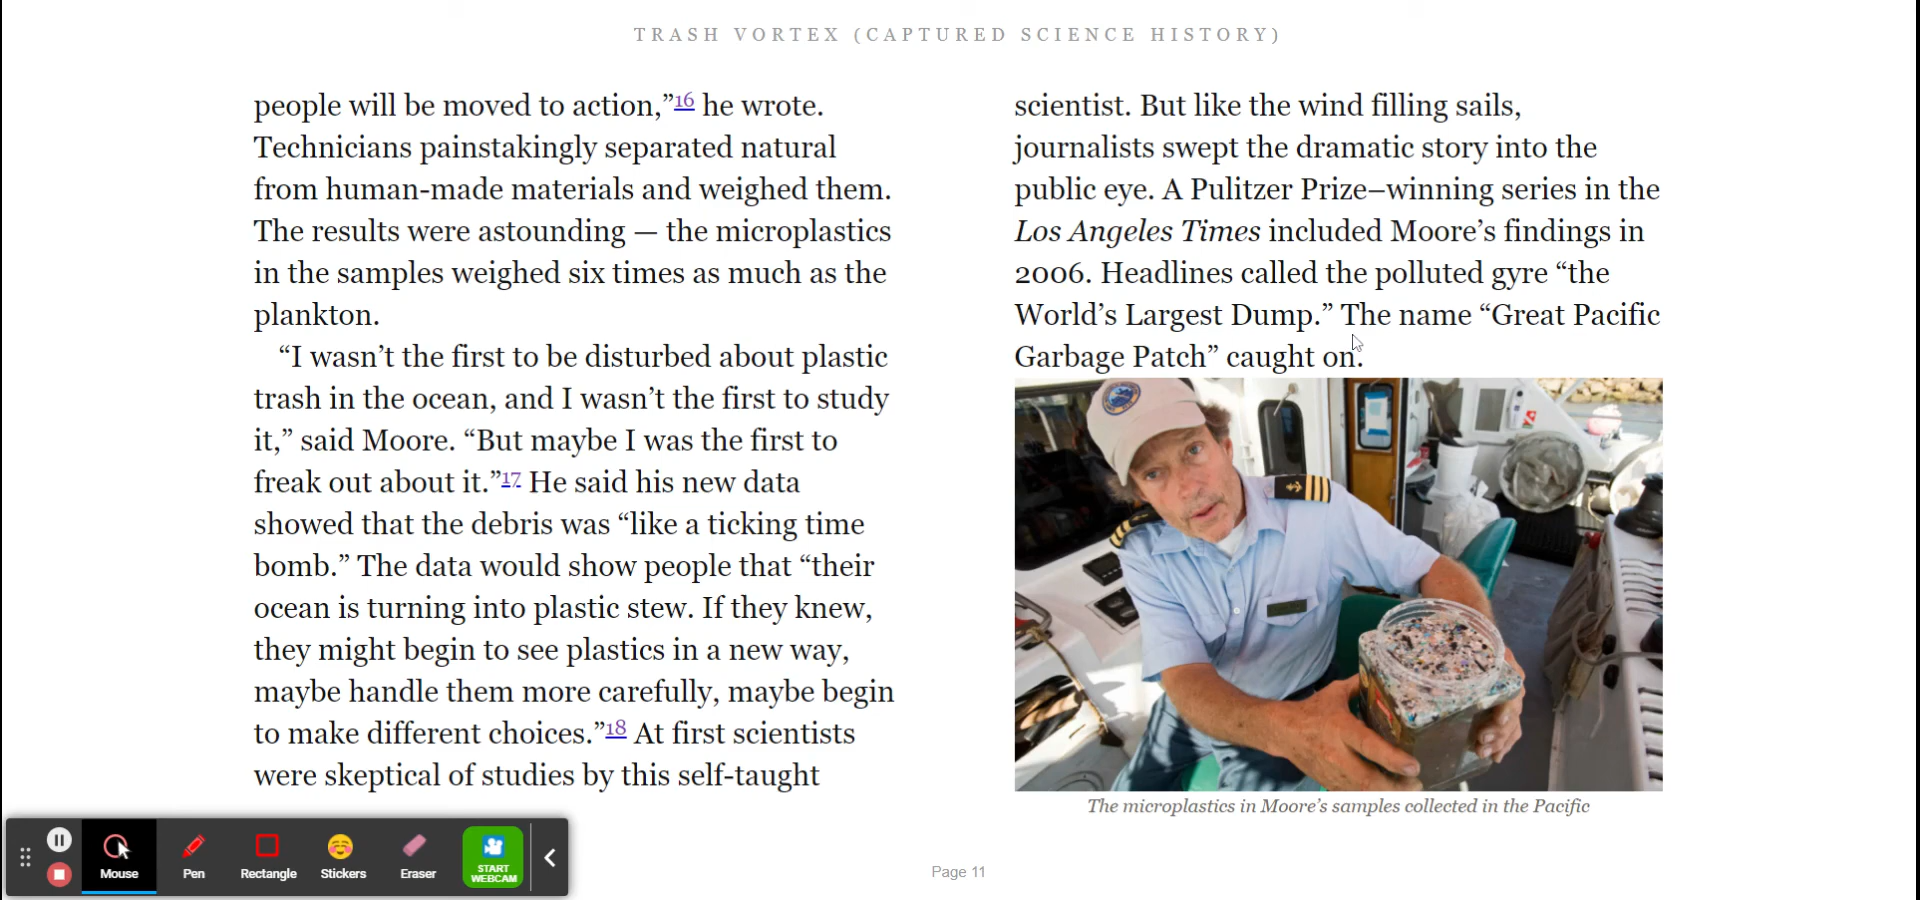 TRASH VORTEX (CAPTURED SCIENCE HISTORY)
people will be moved to action,”16 he wrote.
Technicians painstakingly separated natural
from human-made materials and weighed them.
The results were astounding — the microplastics
in the samples weighed six times as much as the
plankton.
“I wasn’t the first to be disturbed about plastic
trash in the ocean, and I wasn’t the first to study
it,” said Moore. “But maybe I was the first to
freak out about it.”17 He said his new data
showed that the debris was “like a ticking time
bomb.” The data would show people that “their
ocean is turning into plastic stew. If they knew,
they might begin to see plastics in a new way,
maybe handle them more carefully, maybe begin
to make different choices.”18 At first scientists
were skeptical of studies by this self-taught
scientist. But like the wind filling sails,
journalists swept the dramatic story into the
public eye. A Pulitzer Prize–winning series in the
Los Angeles Times included Moore’s findings in
2006. Headlines called the polluted gyre “the
World’s Largest Dump.” The name “Great Pacific
Garbage Patch” caught on.
The microplastics in Moore’s samples collected in the Pacific
Page 11
Mouse
Pen
Rectangle
Stickers
Eraser
START
WEBCAM